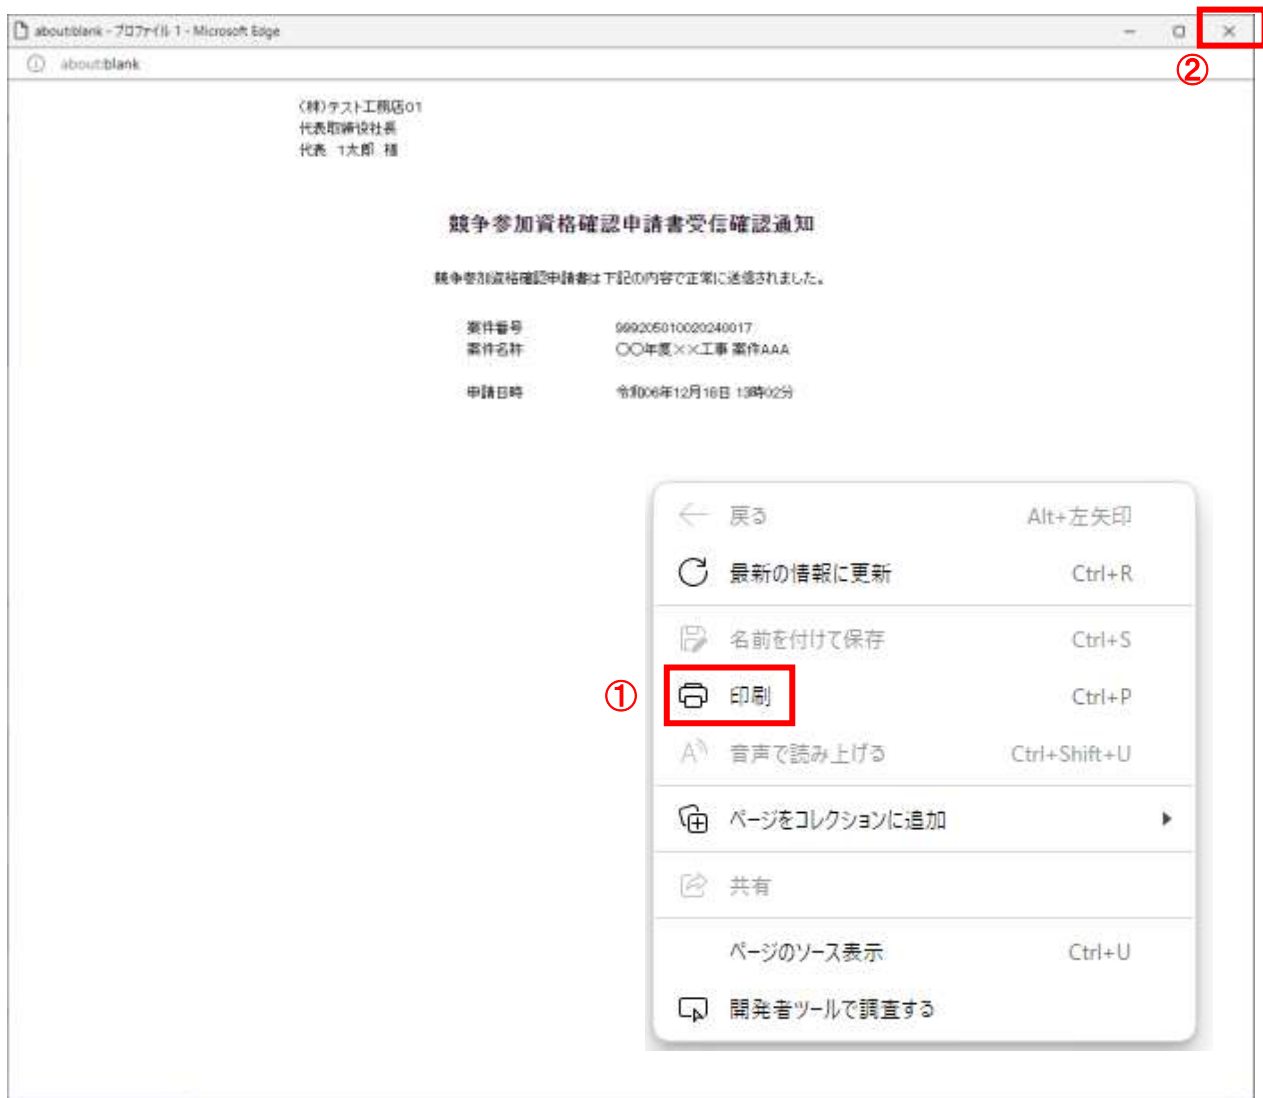 about:blank - プロファイル 1 - Microsoft Edge
about:blank
②
(株)テスト工務店01
代表取締役社長
代表 1太郎 様
競争参加資格確認申請書受信確認通知
競争参加資格確認申請書は下記の内容で正常に送信されました。
案件番号 999205010020240017
案件名称 〇〇年度××工事 案件AAA
申請日時 令和06年12月18日 13時02分
戻る Alt+左矢印
最新の情報に更新 Ctrl+R
名前を付けて保存 Ctrl+S
① 印刷 Ctrl+P
音声で読み上げる Ctrl+Shift+U
ページをコレクションに追加
共有
ページのソース表示 Ctrl+U
開発者ツールで調査する